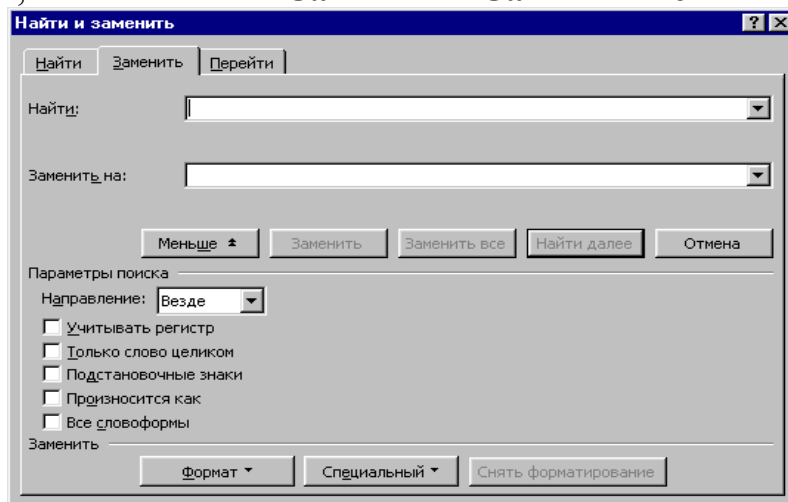 Найти и заменить
Найти Заменить Перейти
Найти:
Заменить на:
Меньше Заменить Заменить все Найти далее Отмена
Параметры поиска
Направление: Везде
Учитывать регистр
Только слово целиком
Подстановочные знаки
Произносится как
Все словоформы
Заменить
Формат Специальный Снять форматирование